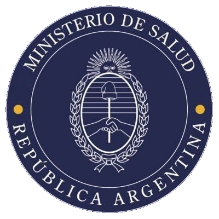 MINISTERIO DE SALUD
REPÚBLICA ARGENTINA